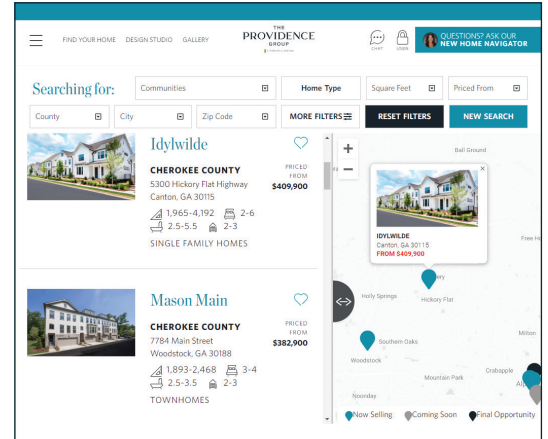 FIND YOUR HOME DESIGN STUDIO GALLERY
THE
PROVIDENCE
GROUP
CHAT LOGIN
QUESTIONS? ASK OUR
NEW HOME NAVIGATOR
Searching for: Communities Home Type Square Feet Priced From
County City Zip Code MORE FILTERS RESET FILTERS NEW SEARCH
Idylwilde
CHEROKEE COUNTY
5300 Hickory Flat Highway
Canton, GA 30115
PRICED
FROM
$409,900
1,965-4,192 2-6
2.5-5.5 2-3
SINGLE FAMILY HOMES
Mason Main
CHEROKEE COUNTY
7784 Main Street
Woodstock, GA 30188
PRICED
FROM
$382,900
1,893-2,468 3-4
2.5-3.5 2-3
TOWNHOMES
+
−
Ball Ground
×
IDYLWILDE
Canton, GA 30115
FROM $409,900
Free
Holly Springs
Hickory Flat
Southern Oaks
Milton
Woodstock
Mountain Park
Crabapple
Noonday
Now Selling Coming Soon Final Opportunity